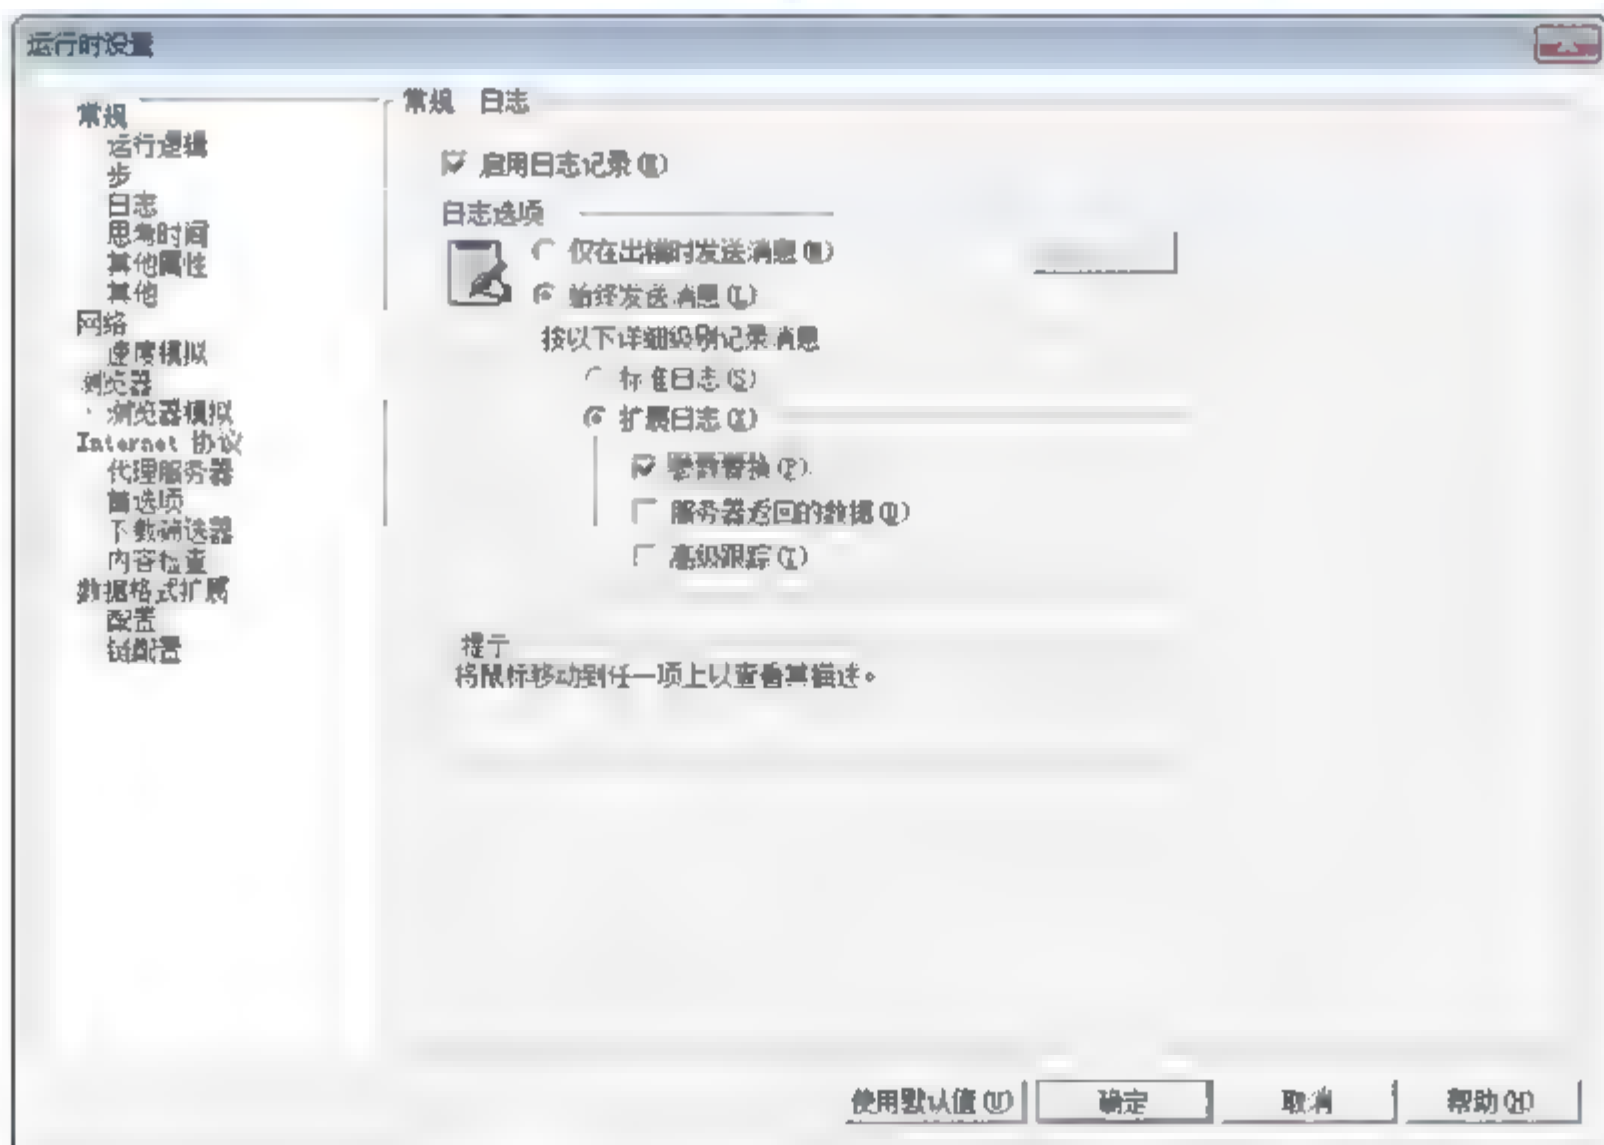 运行时设置
常规
运行逻辑
步
日志
思考时间
其他属性
其他
网络
速度模拟
浏览器
浏览器模拟
Internet 协议
代理服务器
首选项
下载筛选器
内容检查
数据格式扩展
配置
链配置
常规 日志
启用日志记录(E)
日志选项
仅在出错时发送消息(N)
始终发送消息(L)
按以下详细级别记录消息
标准日志(S)
扩展日志(X)
参数替换(P)
服务器返回的数据(D)
高级跟踪(T)
提示
将鼠标移动到任一项上以查看其描述。
使用默认值(U)
确定
取消
帮助(H)